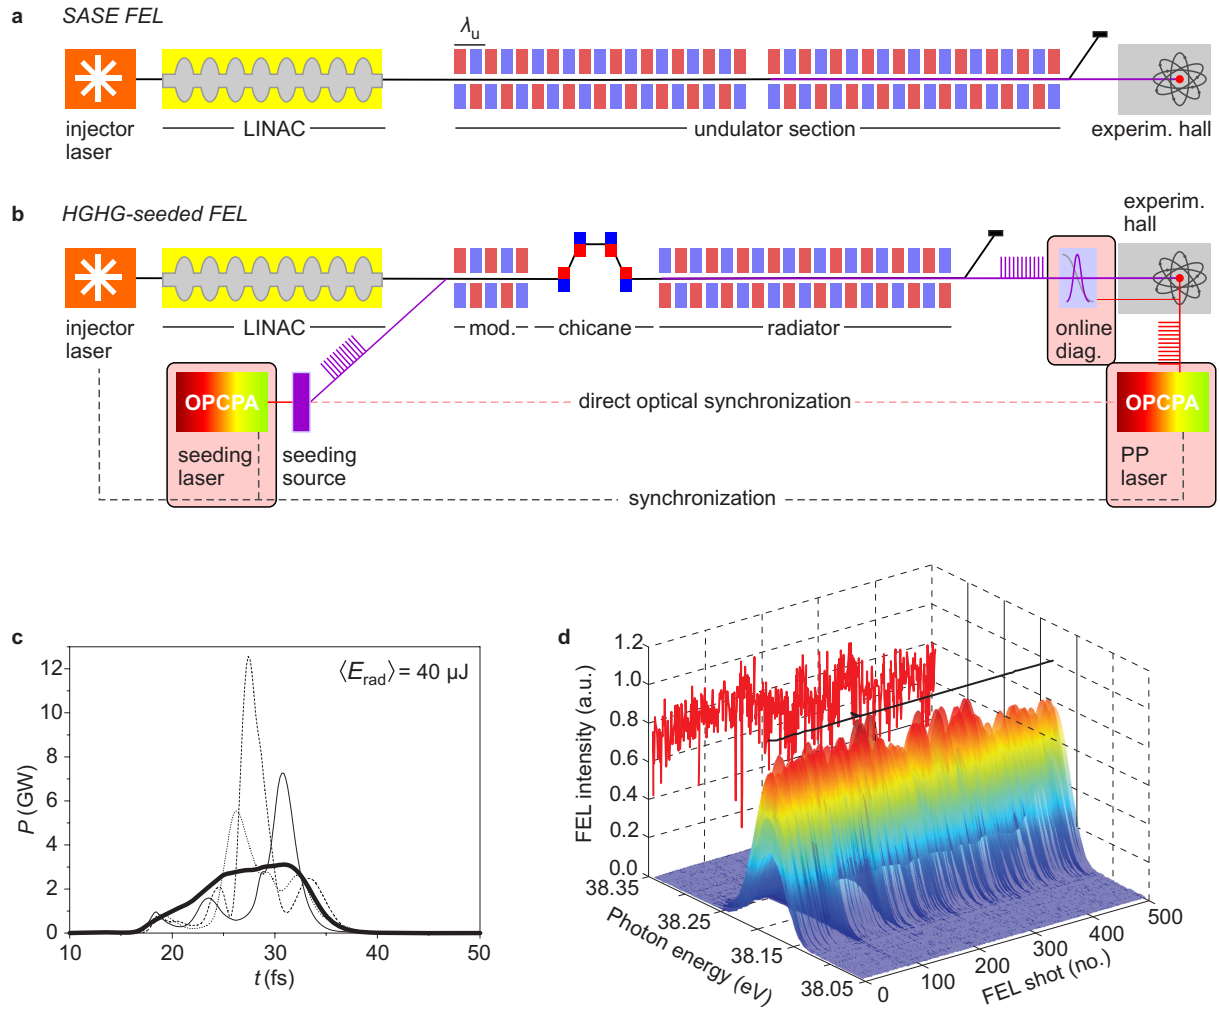 a SASE FEL
λu
injector
laser
LINAC
undulator section
experim. hall
b HGHG-seeded FEL
experim.
hall
injector
laser
LINAC
mod.
chicane
radiator
online
diag.
OPCPA
direct optical synchronization
OPCPA
seeding
laser
seeding
source
PP
laser
synchronization
c
⟨Erad⟩ = 40 µJ
P (GW)
12
10
8
6
4
2
0
10
20
30
40
50
t (fs)
d
FEL intensity (a.u.)
1.2
1.0
0.8
0.6
0.4
0.2
0.0
38.35
38.25
38.15
38.05
Photon energy (eV)
0
100
200
300
400
500
FEL shot (no.)